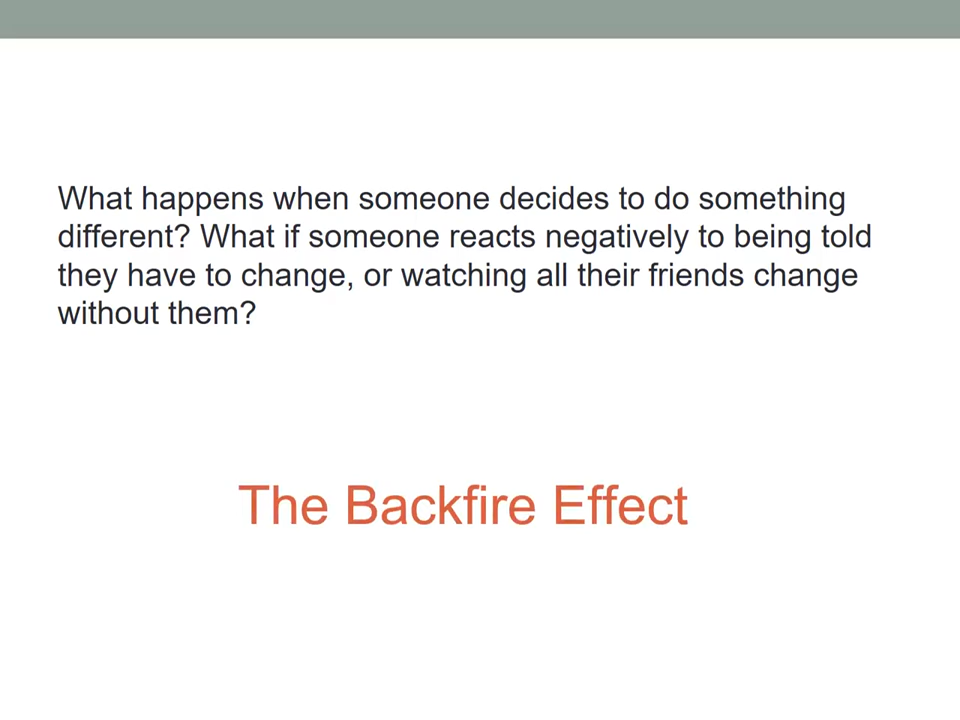 What happens when someone decides to do something
different? What if someone reacts negatively to being told
they have to change, or watching all their friends change
without them?
The Backfire Effect